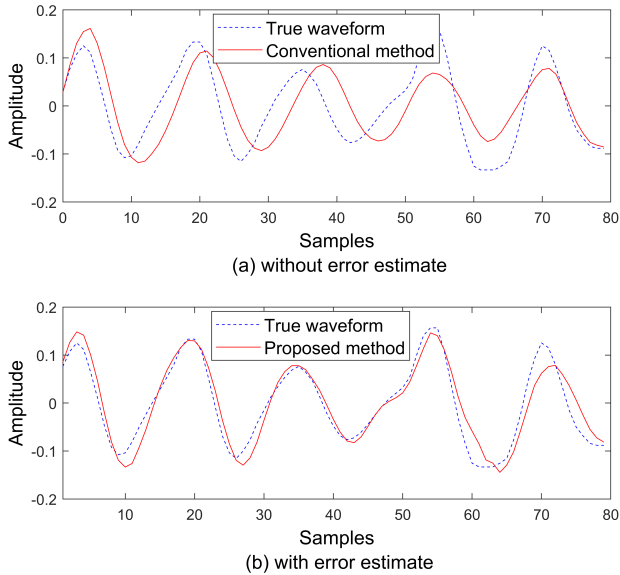 0.2
True waveform
Conventional method
0.1
0
-0.1
-0.2
Amplitude
0 10 20 30 40 50 60 70 80
Samples
(a) without error estimate
0.2
True waveform
Proposed method
0.1
0
-0.1
-0.2
Amplitude
10 20 30 40 50 60 70 80
Samples
(b) with error estimate